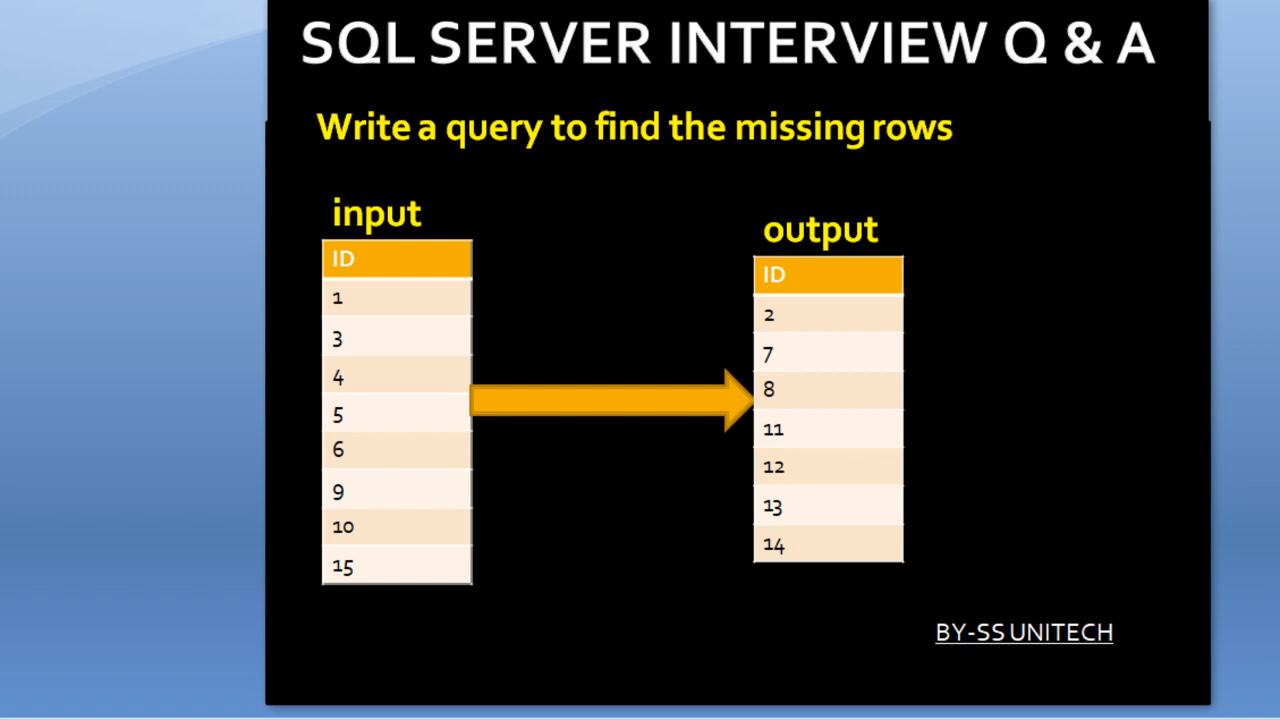 SQL SERVER INTERVIEW Q & A
Write a query to find the missing rows
input
ID
1
3
4
5
6
9
10
15
output
ID
2
7
8
11
12
13
14
BY-SS UNITECH